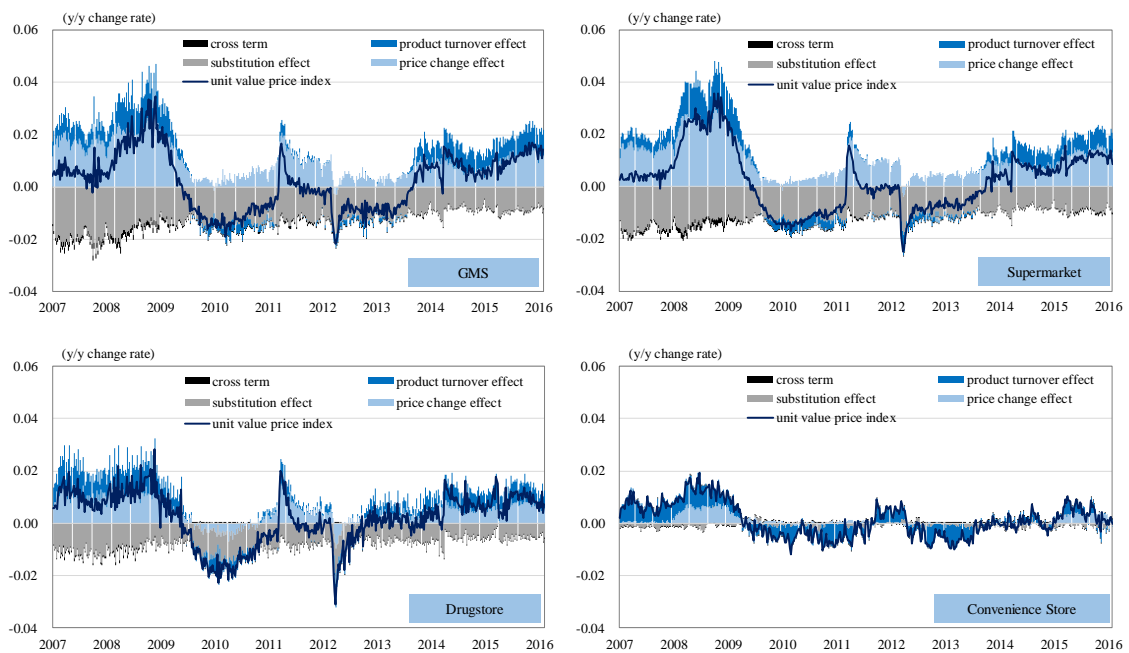 (y/y change rate)
cross term
product turnover effect
substitution effect
price change effect
unit value price index
0.06
0.04
0.02
0.00
-0.02
-0.04
GMS
2007 2008 2009 2010 2011 2012 2013 2014 2015 2016
(y/y change rate)
cross term
product turnover effect
substitution effect
price change effect
unit value price index
0.06
0.04
0.02
0.00
-0.02
-0.04
Supermarket
2007 2008 2009 2010 2011 2012 2013 2014 2015 2016
(y/y change rate)
cross term
product turnover effect
substitution effect
price change effect
unit value price index
0.06
0.04
0.02
0.00
-0.02
-0.04
Drugstore
2007 2008 2009 2010 2011 2012 2013 2014 2015 2016
(y/y change rate)
cross term
product turnover effect
substitution effect
price change effect
unit value price index
0.06
0.04
0.02
0.00
-0.02
-0.04
Convenience Store
2007 2008 2009 2010 2011 2012 2013 2014 2015 2016